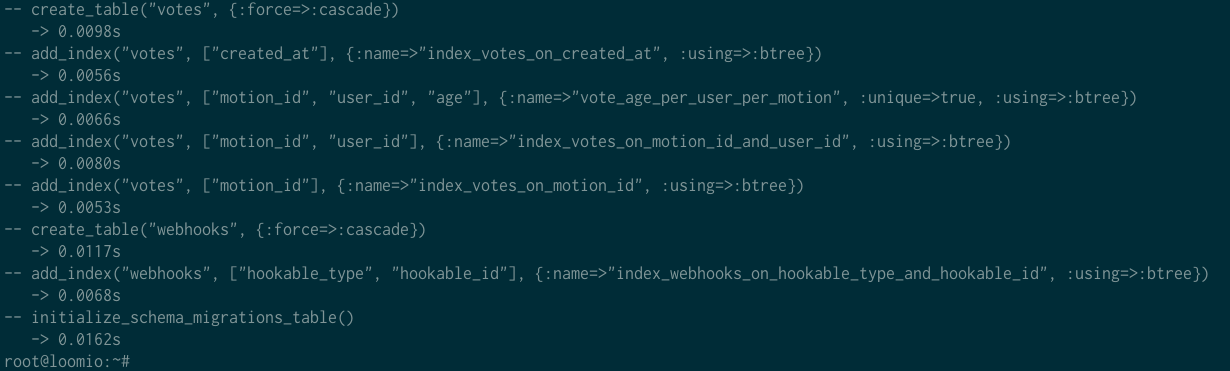 -- create_table("votes", {:force=>:cascade})
   -> 0.0098s
-- add_index("votes", ["created_at"], {:name=>"index_votes_on_created_at", :using=>:btree})
   -> 0.0056s
-- add_index("votes", ["motion_id", "user_id", "age"], {:name=>"vote_age_per_user_per_motion", :unique=>true, :using=>:btree})
   -> 0.0066s
-- add_index("votes", ["motion_id", "user_id"], {:name=>"index_votes_on_motion_id_and_user_id", :using=>:btree})
   -> 0.0080s
-- add_index("votes", ["motion_id"], {:name=>"index_votes_on_motion_id", :using=>:btree})
   -> 0.0053s
-- create_table("webhooks", {:force=>:cascade})
   -> 0.0117s
-- add_index("webhooks", ["hookable_type", "hookable_id"], {:name=>"index_webhooks_on_hookable_type_and_hookable_id", :using=>:btree})
   -> 0.0068s
-- initialize_schema_migrations_table()
   -> 0.0162s
root@loomio:~#